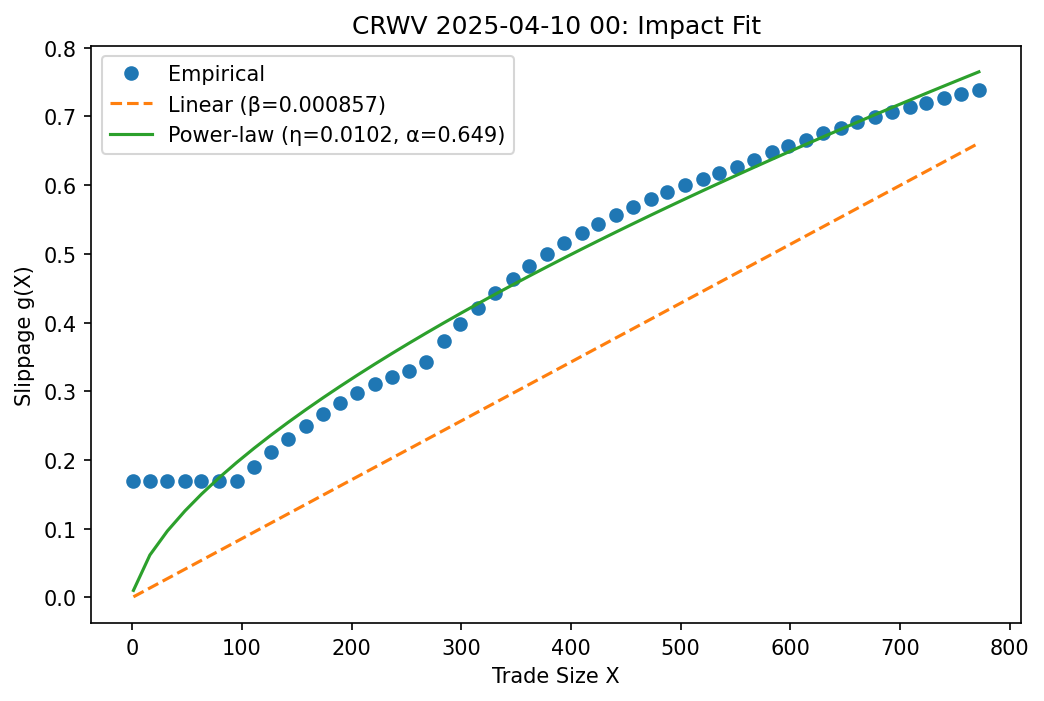 CRWV 2025-04-10 00: Impact Fit
Empirical
Linear (β=0.000857)
Power-law (η=0.0102, α=0.649)
Slippage g(X)
0.8
0.7
0.6
0.5
0.4
0.3
0.2
0.1
0.0
0 100 200 300 400 500 600 700 800
Trade Size X